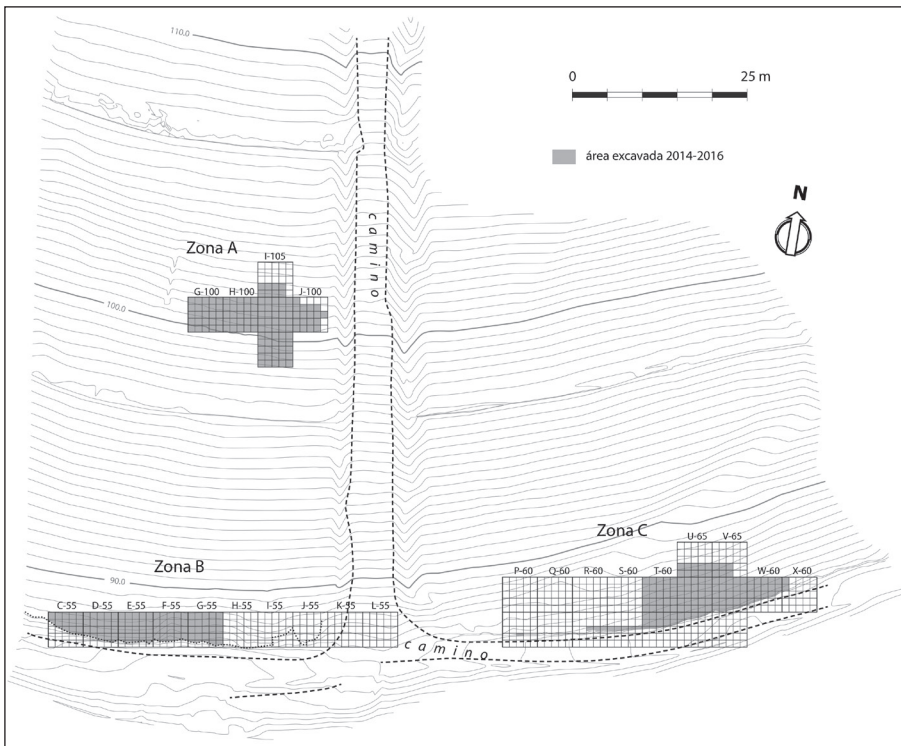 110.0
0 25 m
área excavada 2014-2016
N
camino
Zona A
I-105
G-100 H-100 J-100
100.0
Zona C
U-65 V-65
Zona B
90.0
P-60 Q-60 R-60 S-60 T-60 W-60 X-60
C-55 D-55 E-55 F-55 G-55 H-55 I-55 J-55 K-55 L-55
camino